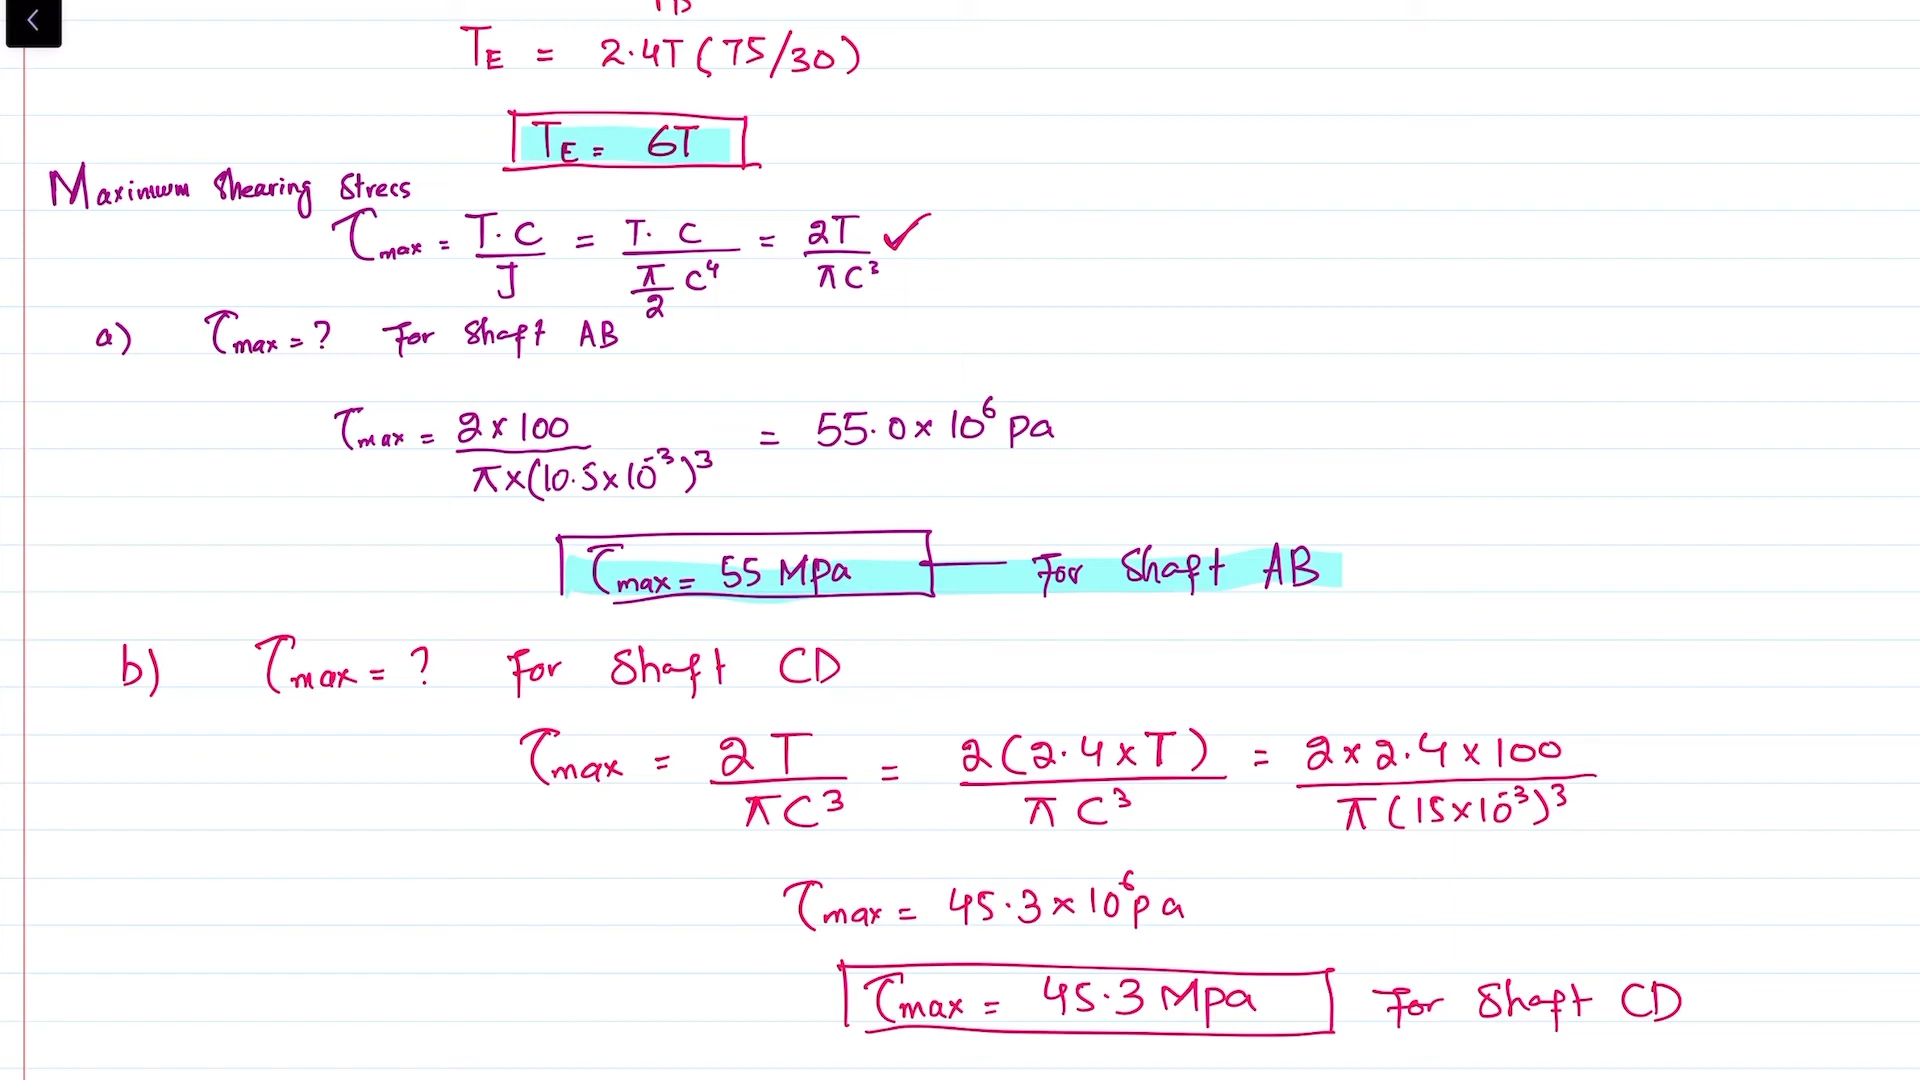 T_E = 2.4T (75/30)
T_E = 6T
Maximum Shearing Stress
τ_max = T.C/J = T. C/(π/2 C⁴) = 2T/πC³ ✓
a) τ_max = ? For Shaft AB
τ_max = 2×100/π×(10.5×10⁻³)³ = 55.0×10⁶ pa
τ_max = 55 MPa — For Shaft AB
b) τ_max = ? For Shaft CD
τ_max = 2T/πC³ = 2(2.4×T)/πC³ = 2×2.4×100/π(15×10⁻³)³
τ_max = 45.3×10⁶ pa
τ_max = 45.3 Mpa For Shaft CD